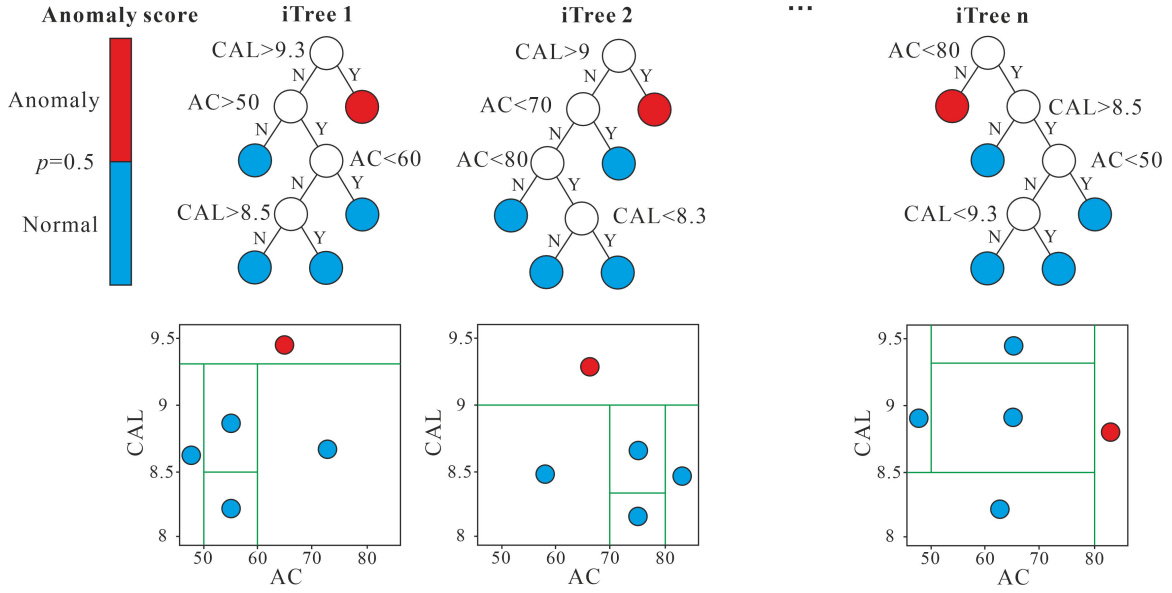 Anomaly score
iTree 1
iTree 2
...
iTree n
Anomaly
p=0.5
Normal
CAL>9.3
N
Y
AC>50
N
Y
AC<60
N
Y
CAL>8.5
N
Y
CAL>9
N
Y
AC<70
N
Y
AC<80
N
Y
CAL<8.3
N
Y
AC<80
N
Y
CAL>8.5
N
Y
AC<50
N
Y
CAL<9.3
N
Y
9.5
9
8.5
8
CAL
50 60 70 80
AC
9.5
9
8.5
8
CAL
50 60 70 80
AC
9.5
9
8.5
8
CAL
50 60 70 80
AC